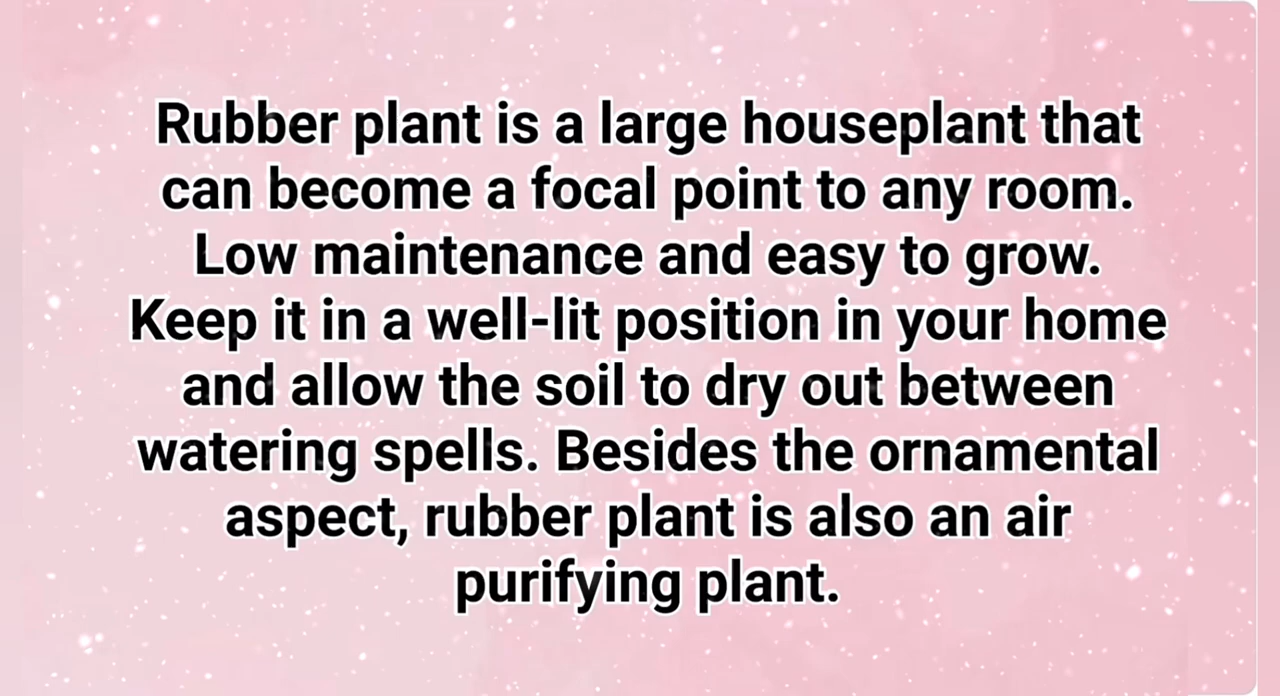 Rubber plant is a large houseplant that
can become a focal point to any room.
Low maintenance and easy to grow.
Keep it in a well-lit position in your home
and allow the soil to dry out between
watering spells. Besides the ornamental
aspect, rubber plant is also an air
purifying plant.